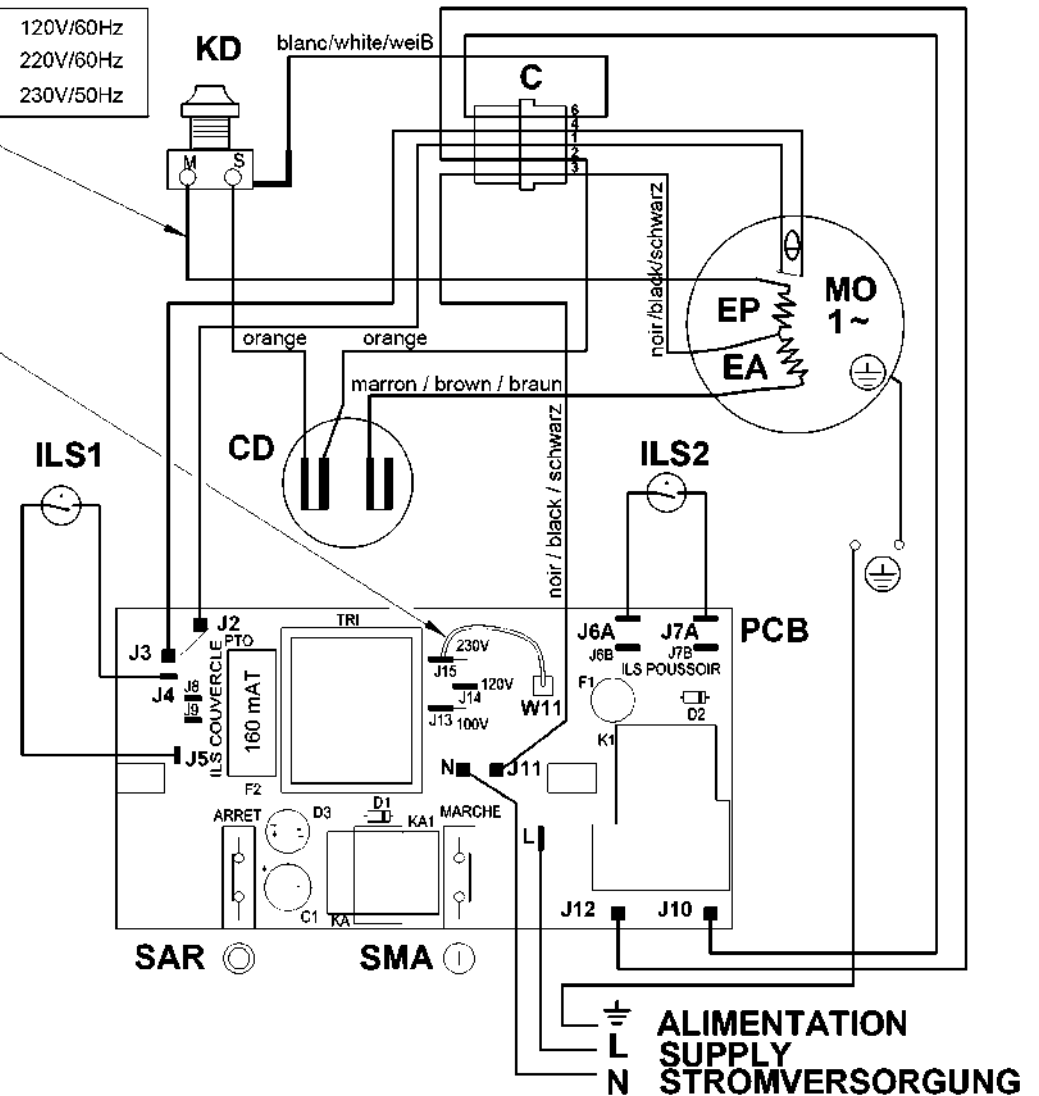 120V/60Hz
220V/60Hz
230V/50Hz
KD
blanc/white/weiB
C
6
4
1
2
3
M
S
noir/black/schwarz
MO
1~
EP
EA
orange
orange
marron / brown / braun
CD
noir / black / schwarz
ILS1
ILS2
J2
PTO
TRI
J3
J4
J8
J9
J5
ILS COUVERCLE
160 mAT
F2
230V
J15
120V
J14
J13
100V
W11
J6A
J7A
PCB
J6B
J7B
ILS POUSSOIR
F1
D2
K1
N
J11
ARRET
D3
D1
KA1
MARCHE
L
C1
KA
J12
J10
SAR
SMA
ALIMENTATION
L SUPPLY
N STROMVERSORGUNG